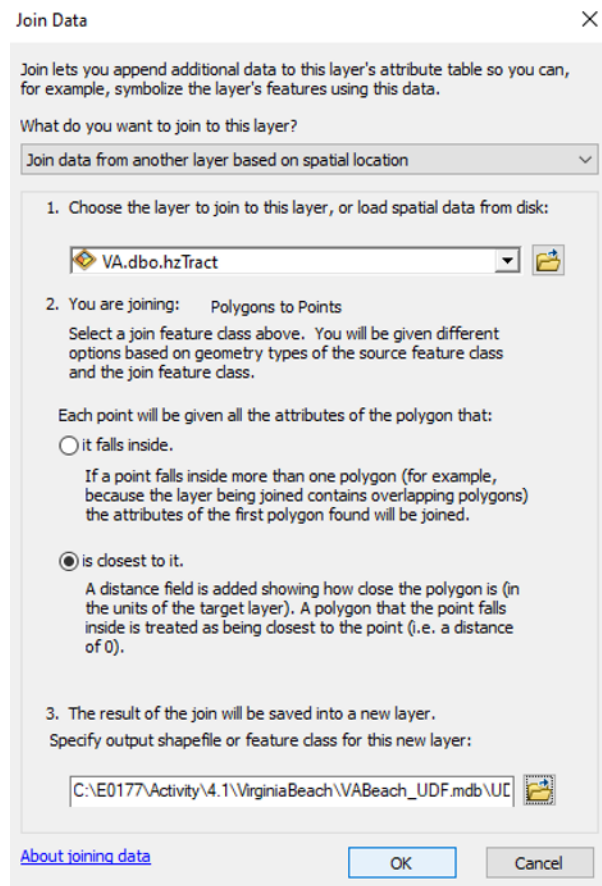 Join Data
Join lets you append additional data to this layer's attribute table so you can,
for example, symbolize the layer's features using this data.
What do you want to join to this layer?
Join data from another layer based on spatial location
1. Choose the layer to join to this layer, or load spatial data from disk:
VA.dbo.hzTract
2. You are joining: Polygons to Points
Select a join feature class above. You will be given different
options based on geometry types of the source feature class
and the join feature class.
Each point will be given all the attributes of the polygon that:
it falls inside.
If a point falls inside more than one polygon (for example,
because the layer being joined contains overlapping polygons)
the attributes of the first polygon found will be joined.
is closest to it.
A distance field is added showing how close the polygon is (in
the units of the target layer). A polygon that the point falls
inside is treated as being closest to the point (i.e. a distance
of 0).
3. The result of the join will be saved into a new layer.
Specify output shapefile or feature class for this new layer:
C:\E0177\Activity\4.1\VirginiaBeach\VABeach_UDF.mdb\UD
About joining data
OK
Cancel